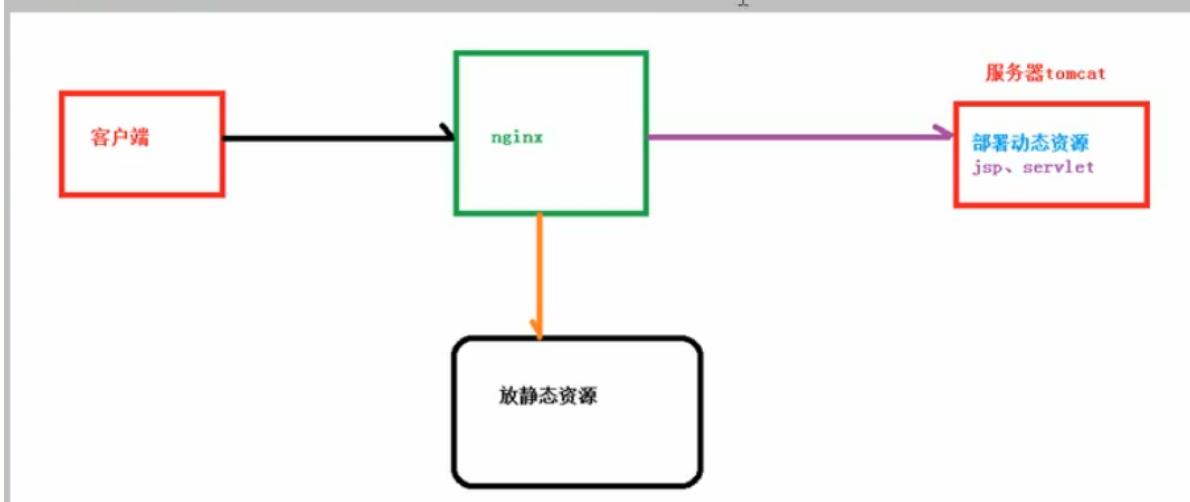 客户端
nginx
服务器tomcat
部署动态资源
jsp、servlet
放静态资源